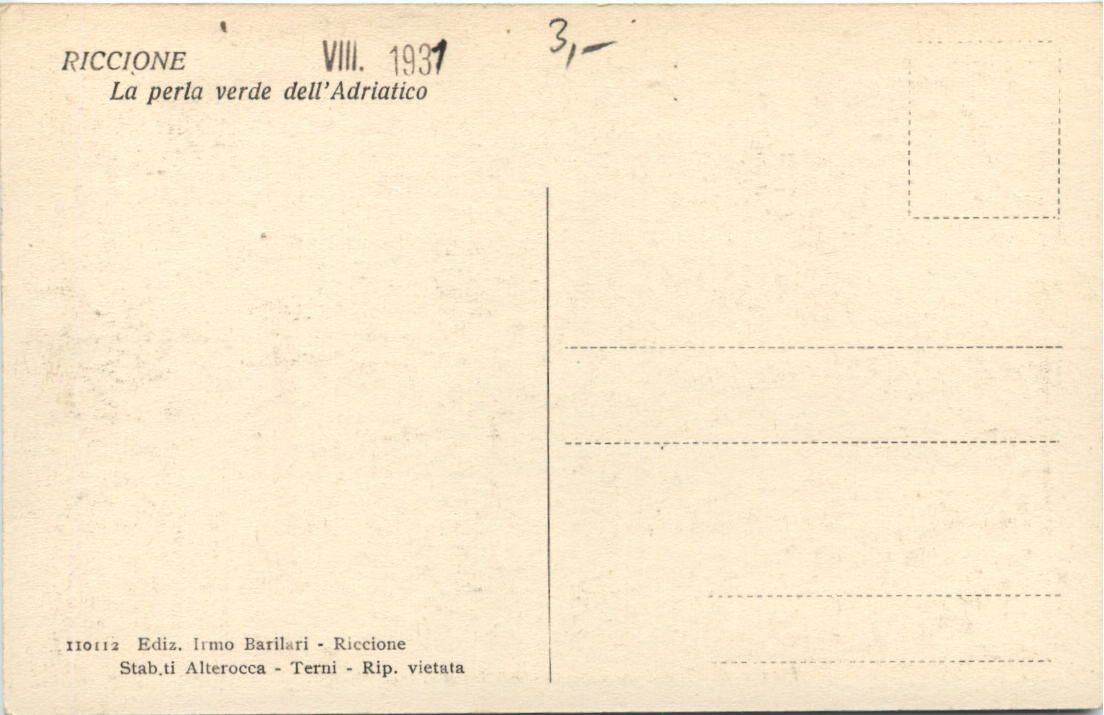 RICCIONE VIII. 1931 3,-
La perla verde dell'Adriatico
110112 Ediz. Irmo Barilari - Riccione
Stab.ti Alterocca - Terni - Rip. vietata